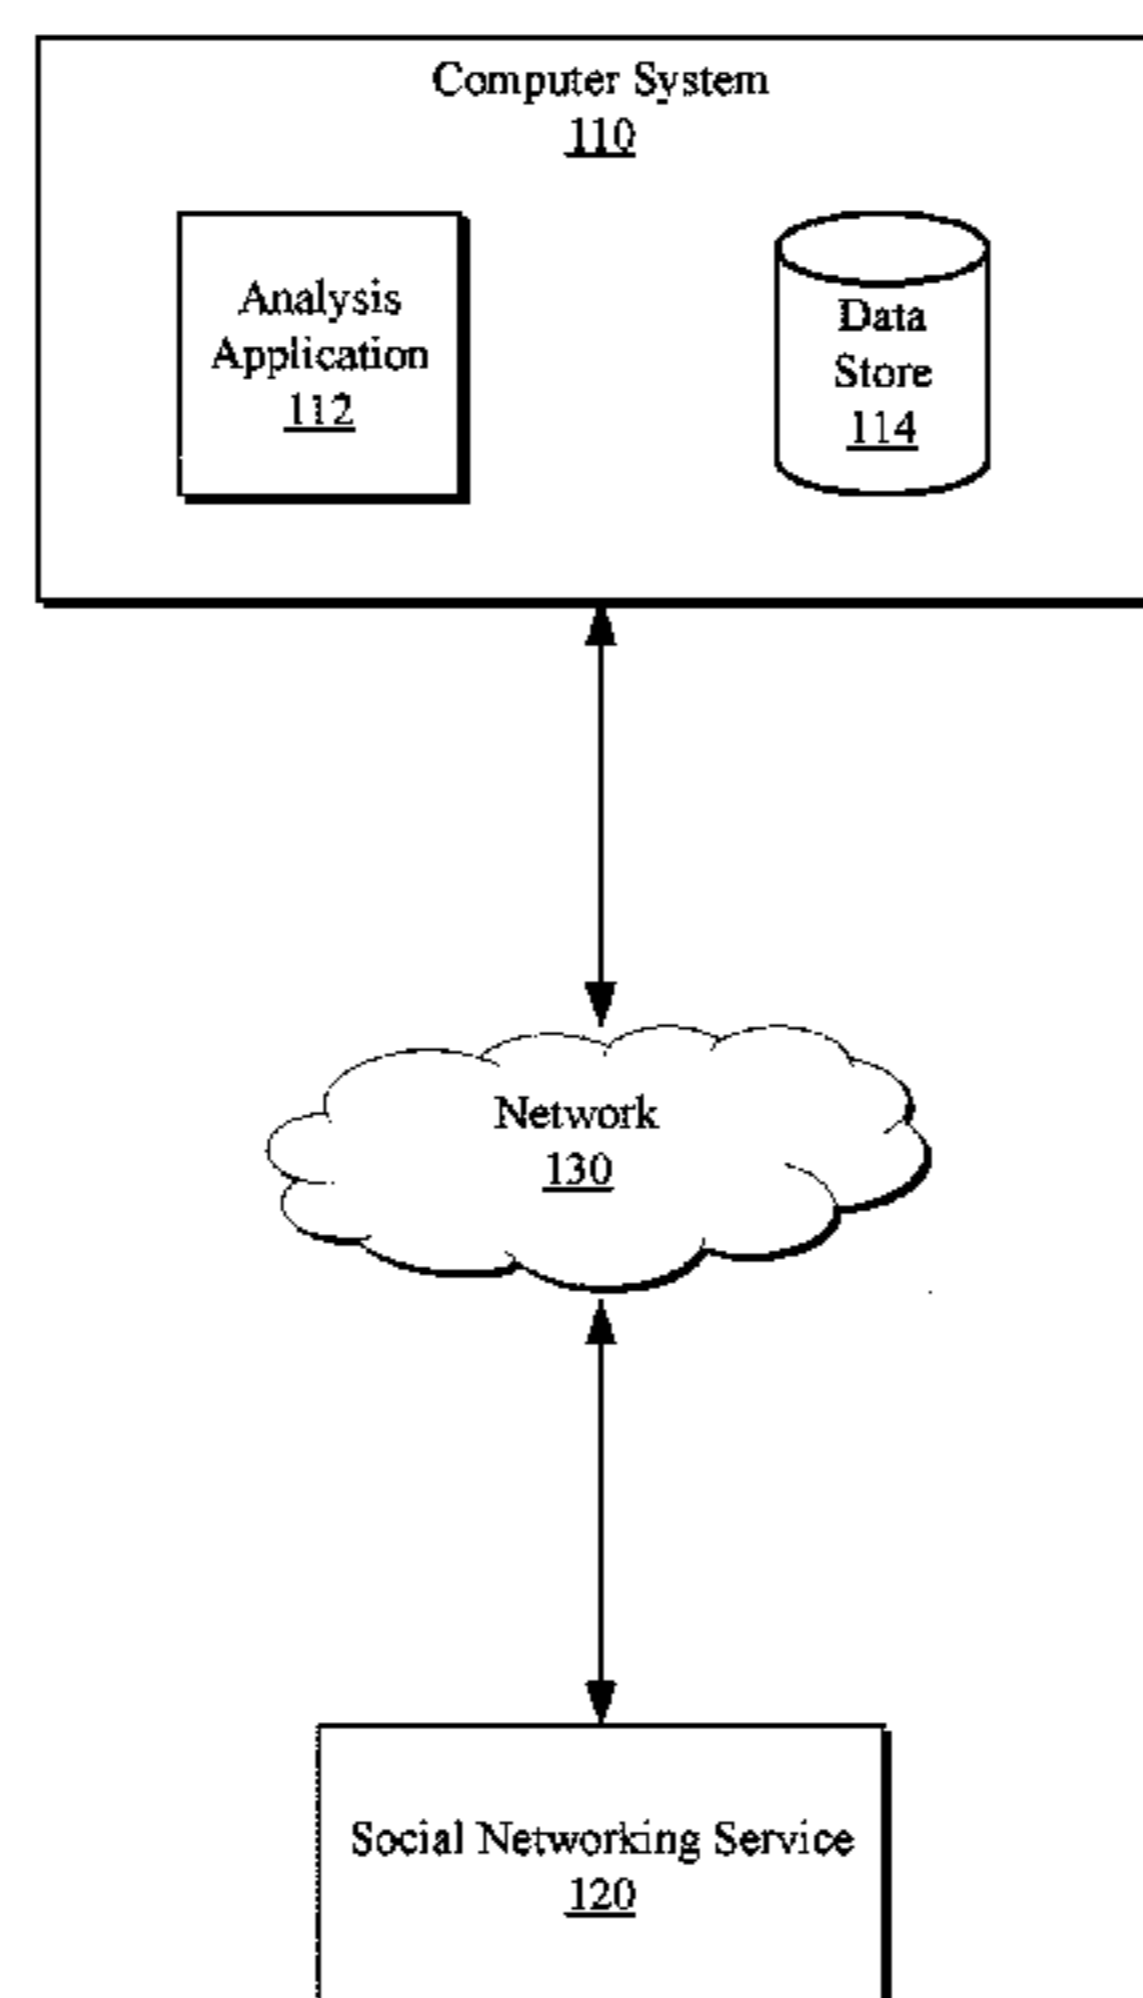 Computer System
110
Analysis
Application
112
Data
Store
114
Network
130
Social Networking Service
120